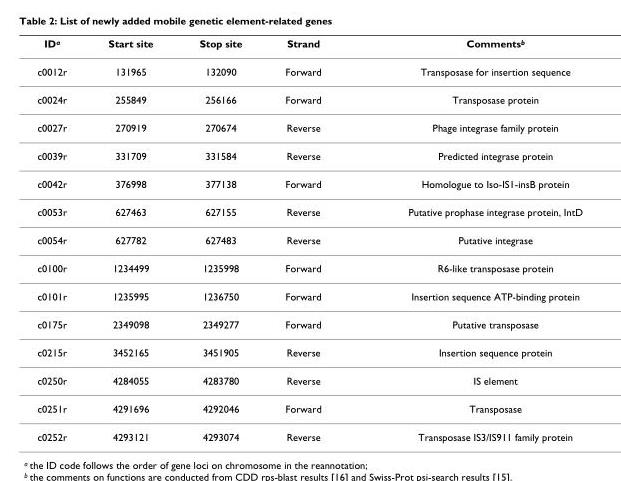 Table 2: List of newly added mobile genetic element-related genes
IDa Start site Stop site Strand Commentsb
c0012r 131965 132090 Forward Transposase for insertion sequence
c0024r 255849 256166 Forward Transposase protein
c0027r 270919 270674 Reverse Phage integrase family protein
c0039r 331709 331584 Reverse Predicted integrase protein
c0042r 376998 377138 Forward Homologue to Iso-IS1-insB protein
c0053r 627463 627155 Reverse Putative prophase integrase protein, IntD
c0054r 627782 627483 Reverse Putative integrase
c0100r 1234499 1235998 Forward R6-like transposase protein
c0101r 1235995 1236750 Forward Insertion sequence ATP-binding protein
c0175r 2349098 2349277 Forward Putative transposase
c0215r 3452165 3451905 Reverse Insertion sequence protein
c0250r 4284055 4283780 Reverse IS element
c0251r 4291696 4292046 Forward Transposase
c0252r 4293121 4293074 Reverse Transposase IS3/IS911 family protein
a the ID code follows the order of gene loci on chromosome in the reannotation;
b the comments on functions are conducted from CDD rps-blast results [16] and Swiss-Prot psi-search results [15].